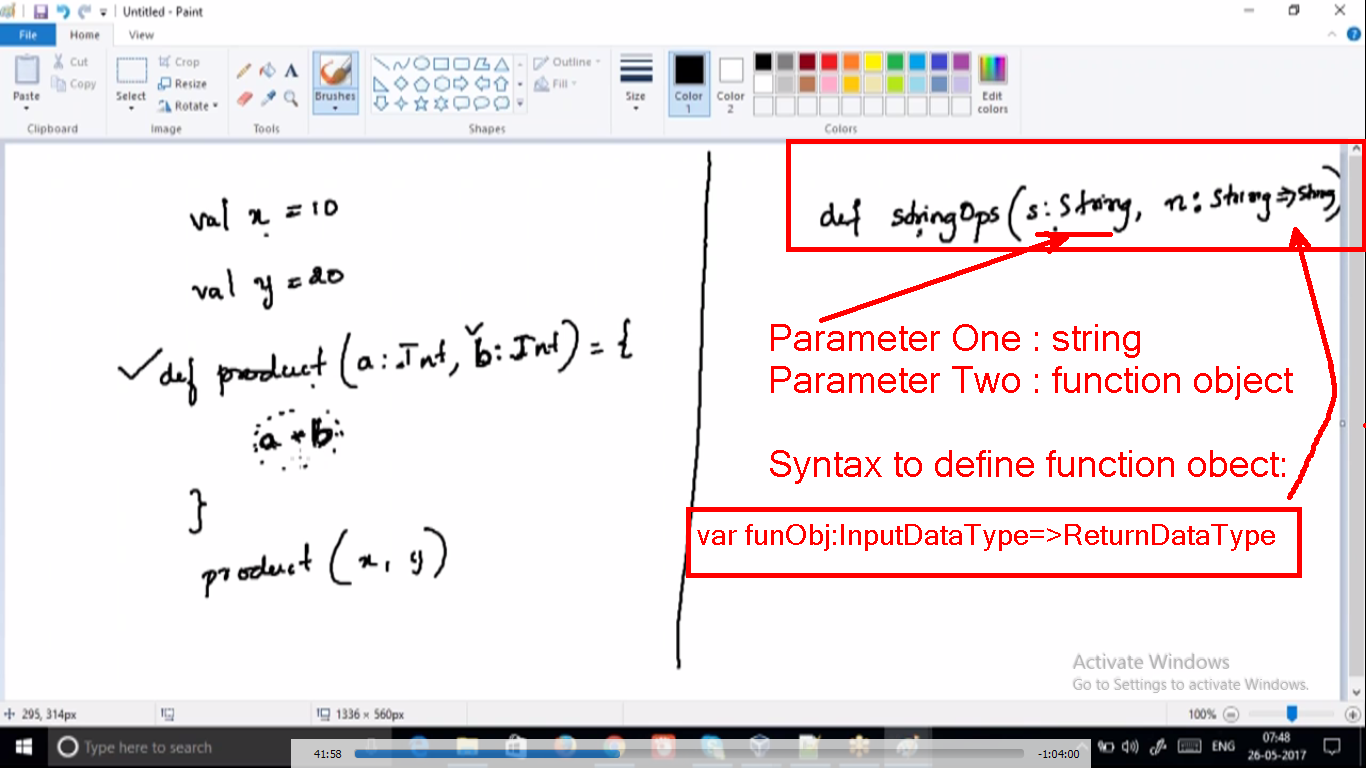 Untitled - Paint
File Home View
Paste Cut Copy
Clipboard
Select Crop Resize Rotate
Image
Tools
Brushes
Outline Fill
Shapes
Size
Color 1 Color 2 Edit colors
Colors
val x = 10
val y = 20
def product (a: Int, b: Int) = {
a * b
}
product (x, y)
def stringOps (s: String, n: String => String)
Parameter One : string
Parameter Two : function object
Syntax to define function obect:
var funObj:InputDataType=>ReturnDataType
Activate Windows
Go to Settings to activate Windows.
295, 314px 1336 × 560px 100%
Type here to search
41:58 -1:04:00
ENG
07:48
26-05-2017